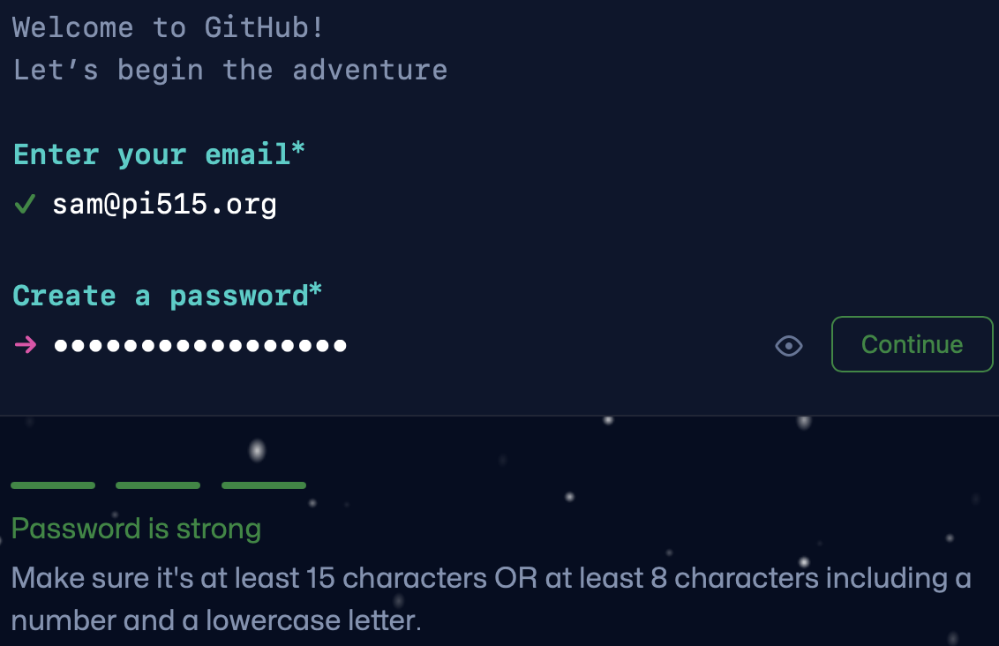 Welcome to GitHub!
Let’s begin the adventure
Enter your email*
✓ sam@pi515.org
Create a password*
→ ●●●●●●●●●●●●●●●●●
Continue
Password is strong
Make sure it's at least 15 characters OR at least 8 characters including a
number and a lowercase letter.